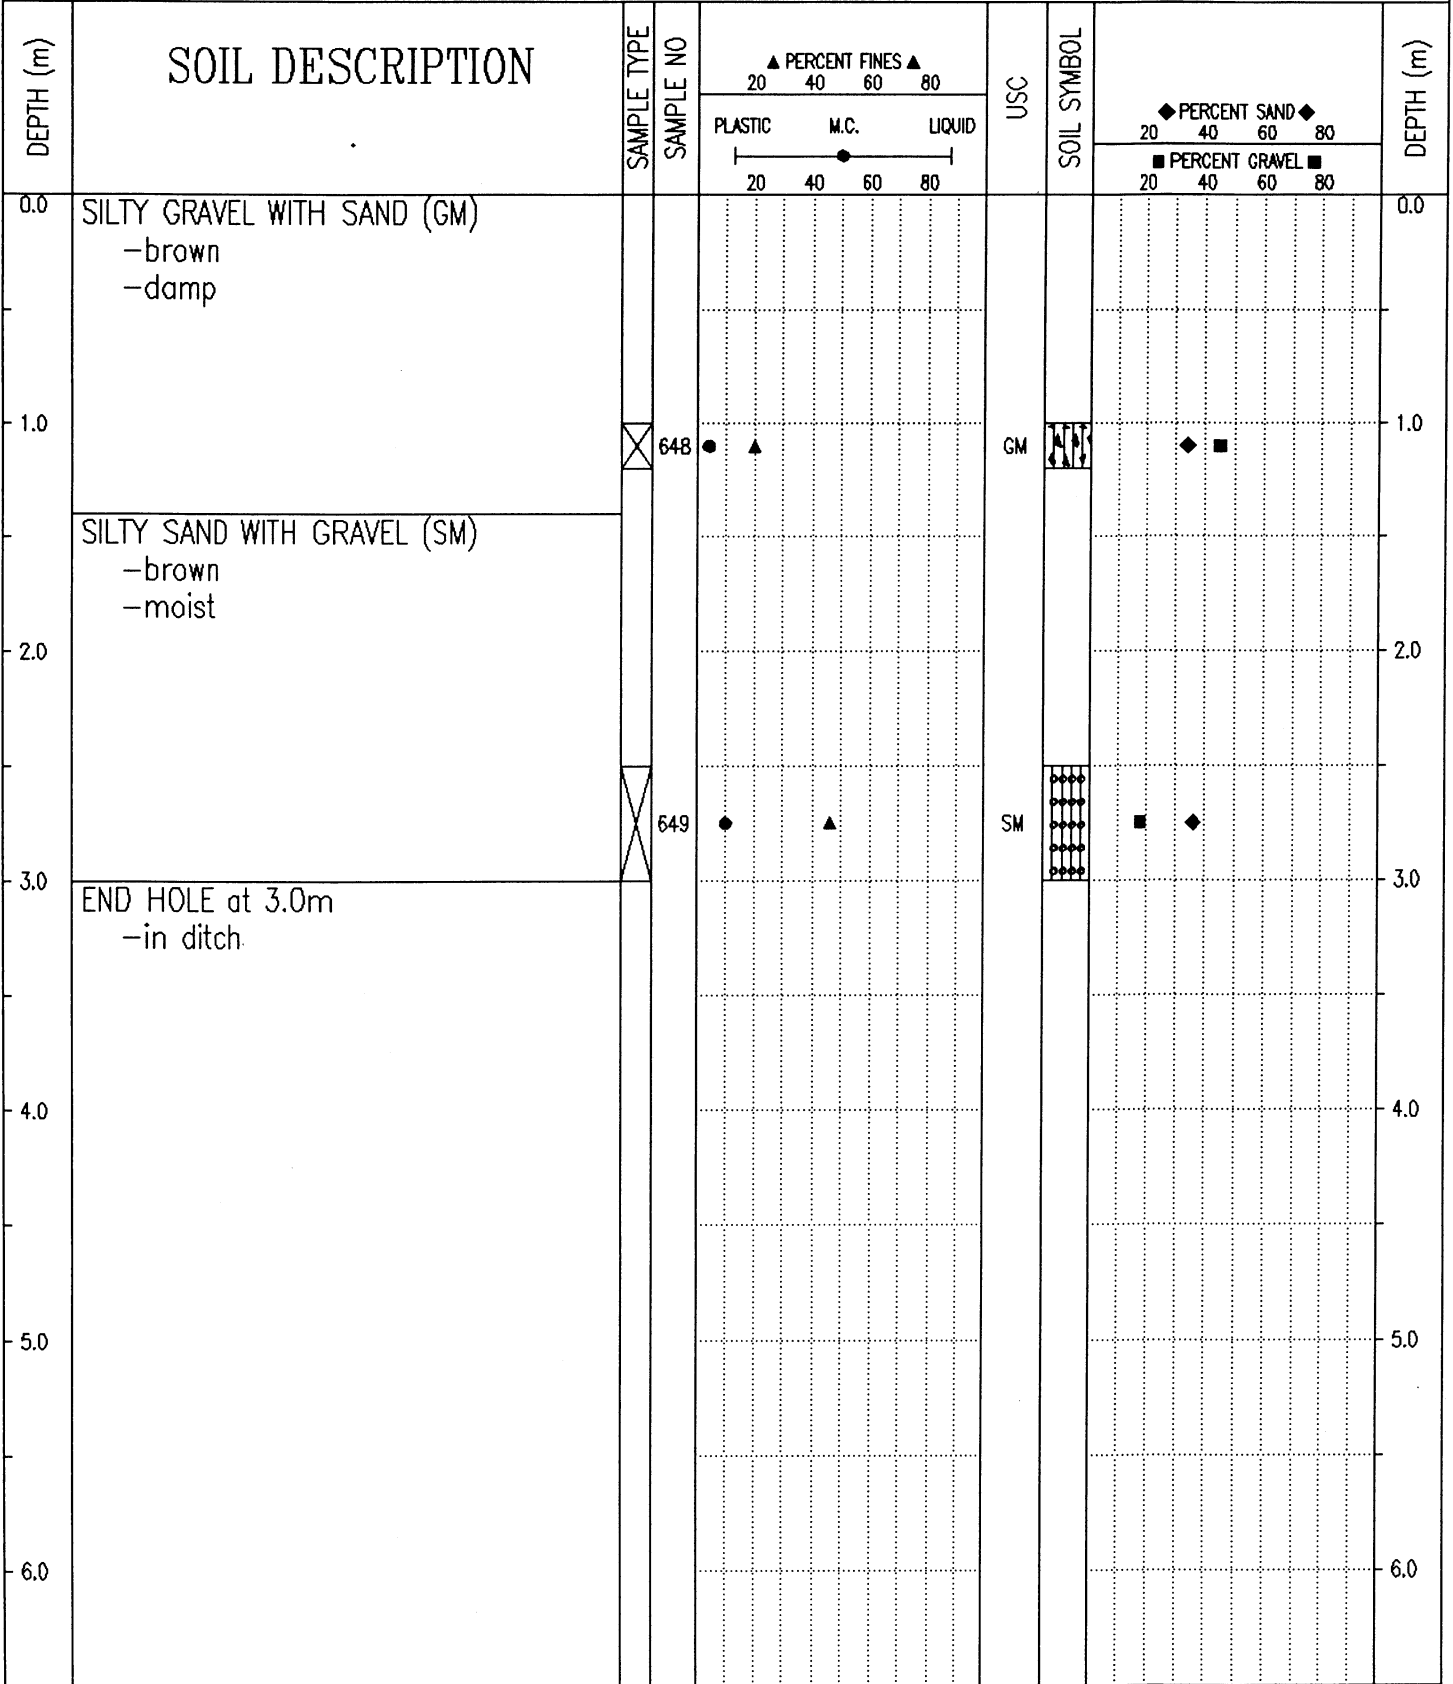 DEPTH (m)
SOIL DESCRIPTION
SAMPLE TYPE
SAMPLE NO
▲ PERCENT FINES ▲
20 40 60 80
PLASTIC M.C. LIQUID
20 40 60 80
USC
SOIL SYMBOL
◆ PERCENT SAND ◆
20 40 60 80
■ PERCENT GRAVEL ■
20 40 60 80
DEPTH (m)
0.0 SILTY GRAVEL WITH SAND (GM) 0.0
-brown
-damp
1.0 1.0
648 GM
SILTY SAND WITH GRAVEL (SM)
-brown
-moist
2.0 2.0
649 SM
3.0 3.0
END HOLE at 3.0m
-in ditch
4.0 4.0
5.0 5.0
6.0 6.0